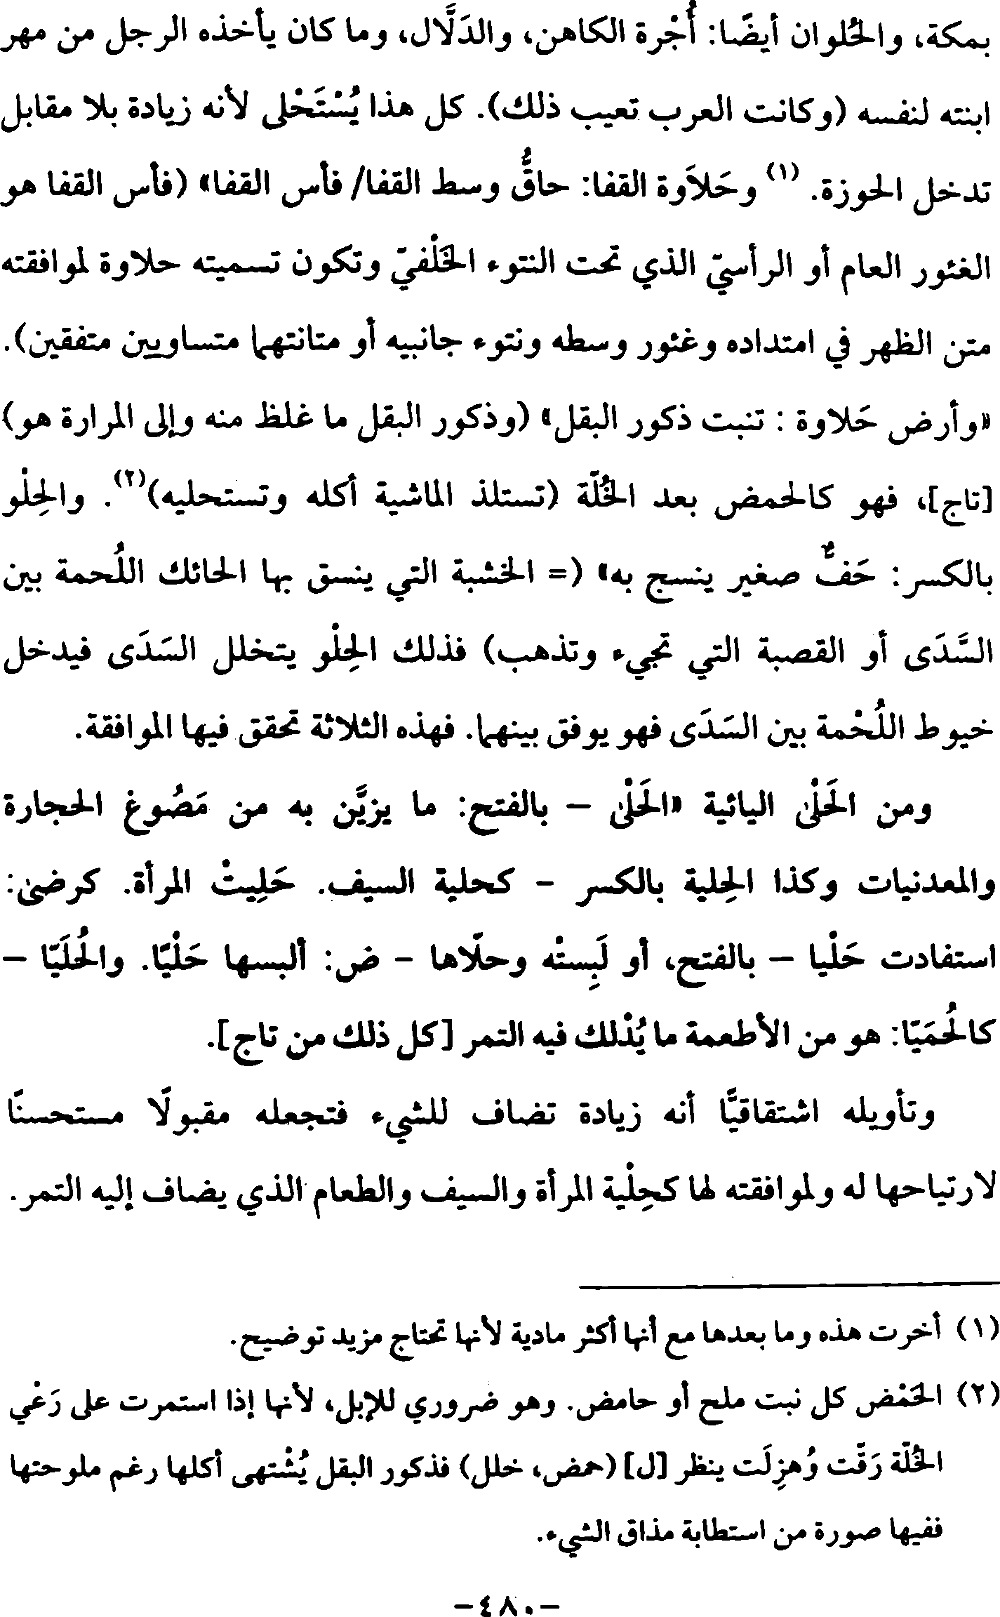 بمكة، والحُلوان أيضًا: أُجْرة الكاهن، والدَلَّال، وما كان يأخذه الرجل من مهر
ابنته لنفسه (وكانت العرب تعيب ذلك). كل هذا يُسْتَحْلى لأنه زيادة بلا مقابل
تدخل الحوزة. (١) وحَلاَوة القفا: حاقُّ وسط القفا/ فأس القفا» (فأس القفا هو
الغئور العام أو الرأسيّ الذي تحت النتوء الخَلْفيّ وتكون تسميته حلاوة لموافقته
متن الظهر في امتداده وغئور وسطه ونتوء جانبيه أو متانتهما متساويين متفقين).
«وأرض حَلاوة : تنبت ذكور البقل» (وذكور البقل ما غلظ منه وإلى المرارة هو)
[تاج]، فهو كالحمض بعد الخُلّة (تستلذ الماشية أكله وتستحليه)(٢). والحِلْو
بالكسر: حَفٌّ صغير ينسج به» (= الخشبة التي ينسق بها الحائك اللُحمة بين
السَّدَى أو القصبة التي تجيء وتذهب) فذلك الحِلْو يتخلل السَدَى فيدخل
خيوط اللُحْمة بين السَدَى فهو يوفق بينهما. فهذه الثلاثة تحقق فيها الموافقة.
ومن الحَلْىٰ اليائية «الحَلْىٰ – بالفتح: ما يزيَّن به من مَصُوغ الحجارة
والمعدنيات وكذا الحِلية بالكسر – كحلية السيف. حَلِيتْ المرأة. كرضىٰ:
استفادت حَلْيا – بالفتح، أو لَبِستْه وحلّاها – ض: ألبسها حَلْيًا. والحُلَيّا –
كالحُمَيّا: هو من الأطعمة ما يُدْلك فيه التمر [كل ذلك من تاج].
وتأويله اشتقاقيًّا أنه زيادة تضاف للشيء فتجعله مقبولًا مستحسنًا
لارتياحها له ولموافقته لها كحِلْية المرأة والسيف والطعام الذي يضاف إليه التمر.
(١) أخرت هذه وما بعدها مع أنها أكثر مادية لأنها تحتاج مزيد توضيح.
(٢) الحَمْض كل نبت ملح أو حامض. وهو ضروري للإبل، لأنها إذا استمرت على رَعْي
الخُلّة رَقّت وُهزِلَت ينظر [ل] (حمض، خلل) فذكور البقل يُشْتهى أكلها رغم ملوحتها
ففيها صورة من استطابة مذاق الشيء.
–٤٨٠–